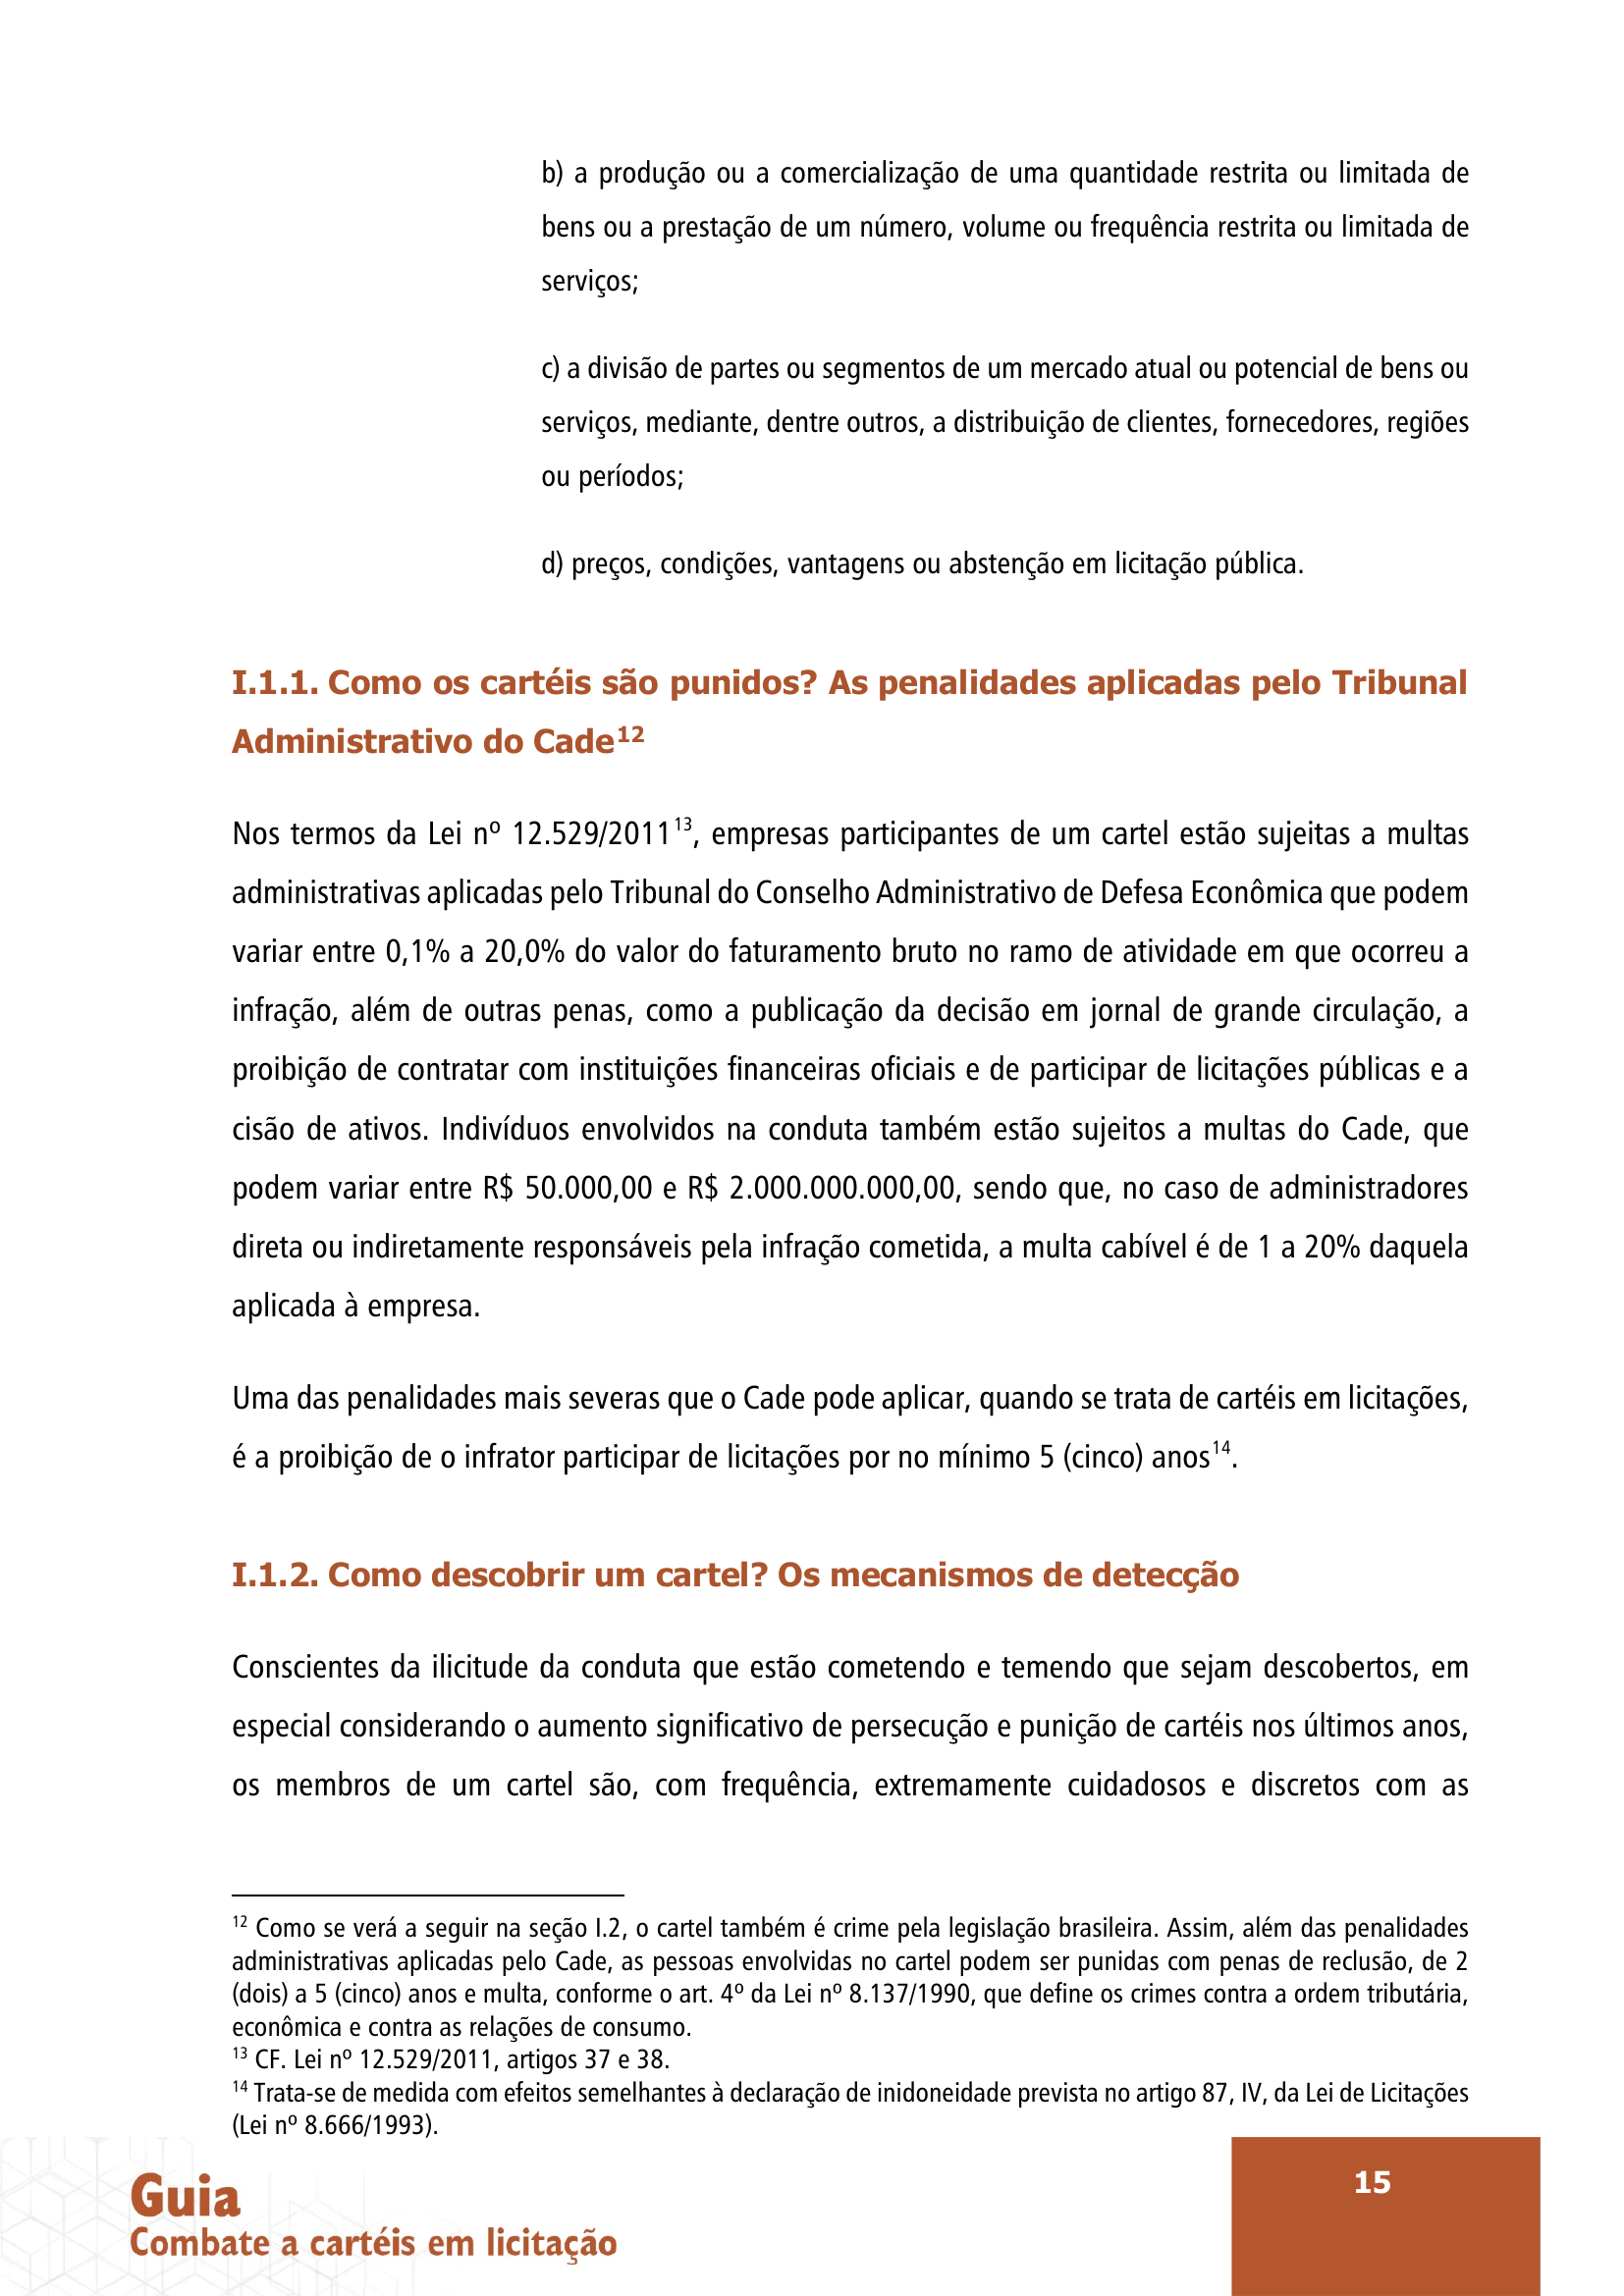 b) a produção ou a comercialização de uma quantidade restrita ou limitada de
bens ou a prestação de um número, volume ou frequência restrita ou limitada de
serviços;
c) a divisão de partes ou segmentos de um mercado atual ou potencial de bens ou
serviços, mediante, dentre outros, a distribuição de clientes, fornecedores, regiões
ou períodos;
d) preços, condições, vantagens ou abstenção em licitação pública.
I.1.1. Como os cartéis são punidos? As penalidades aplicadas pelo Tribunal
Administrativo do Cade¹²
Nos termos da Lei nº 12.529/2011¹³, empresas participantes de um cartel estão sujeitas a multas
administrativas aplicadas pelo Tribunal do Conselho Administrativo de Defesa Econômica que podem
variar entre 0,1% a 20,0% do valor do faturamento bruto no ramo de atividade em que ocorreu a
infração, além de outras penas, como a publicação da decisão em jornal de grande circulação, a
proibição de contratar com instituições financeiras oficiais e de participar de licitações públicas e a
cisão de ativos. Indivíduos envolvidos na conduta também estão sujeitos a multas do Cade, que
podem variar entre R$ 50.000,00 e R$ 2.000.000.000,00, sendo que, no caso de administradores
direta ou indiretamente responsáveis pela infração cometida, a multa cabível é de 1 a 20% daquela
aplicada à empresa.
Uma das penalidades mais severas que o Cade pode aplicar, quando se trata de cartéis em licitações,
é a proibição de o infrator participar de licitações por no mínimo 5 (cinco) anos¹⁴.
I.1.2. Como descobrir um cartel? Os mecanismos de detecção
Conscientes da ilicitude da conduta que estão cometendo e temendo que sejam descobertos, em
especial considerando o aumento significativo de persecução e punição de cartéis nos últimos anos,
os membros de um cartel são, com frequência, extremamente cuidadosos e discretos com as
¹² Como se verá a seguir na seção I.2, o cartel também é crime pela legislação brasileira. Assim, além das penalidades
administrativas aplicadas pelo Cade, as pessoas envolvidas no cartel podem ser punidas com penas de reclusão, de 2
(dois) a 5 (cinco) anos e multa, conforme o art. 4º da Lei nº 8.137/1990, que define os crimes contra a ordem tributária,
econômica e contra as relações de consumo.
¹³ CF. Lei nº 12.529/2011, artigos 37 e 38.
¹⁴ Trata-se de medida com efeitos semelhantes à declaração de inidoneidade prevista no artigo 87, IV, da Lei de Licitações
(Lei nº 8.666/1993).
Guia
Combate a cartéis em licitação
15